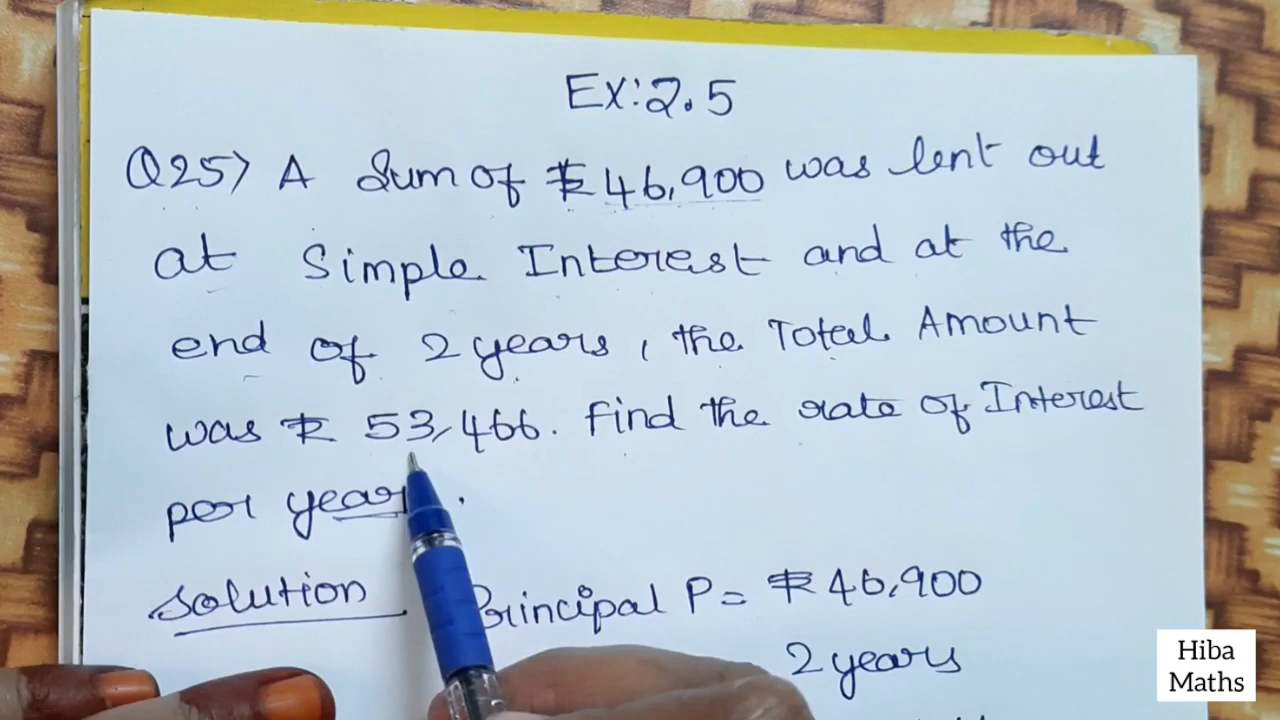 Ex:2.5
Q25) A Sum of ₹ 46,900 was lent out
at Simple Interest and at the
end of 2 years, the Total Amount
was ₹ 53,466. Find the rate of Interest
per year.
Solution Principal P = ₹ 46,900
2 years
Hiba
Maths